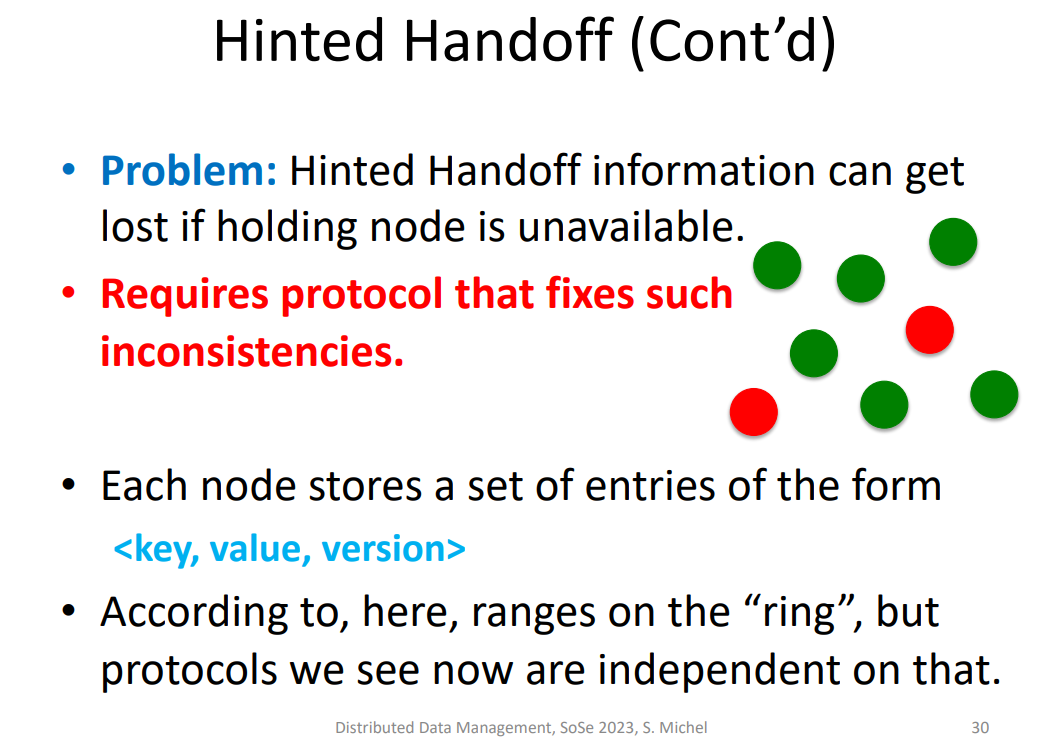 Hinted Handoff (Cont’d)
• Problem: Hinted Handoff information can get
lost if holding node is unavailable.
• Requires protocol that fixes such
inconsistencies.
• Each node stores a set of entries of the form
<key, value, version>
• According to, here, ranges on the “ring”, but
protocols we see now are independent on that.
Distributed Data Management, SoSe 2023, S. Michel
30